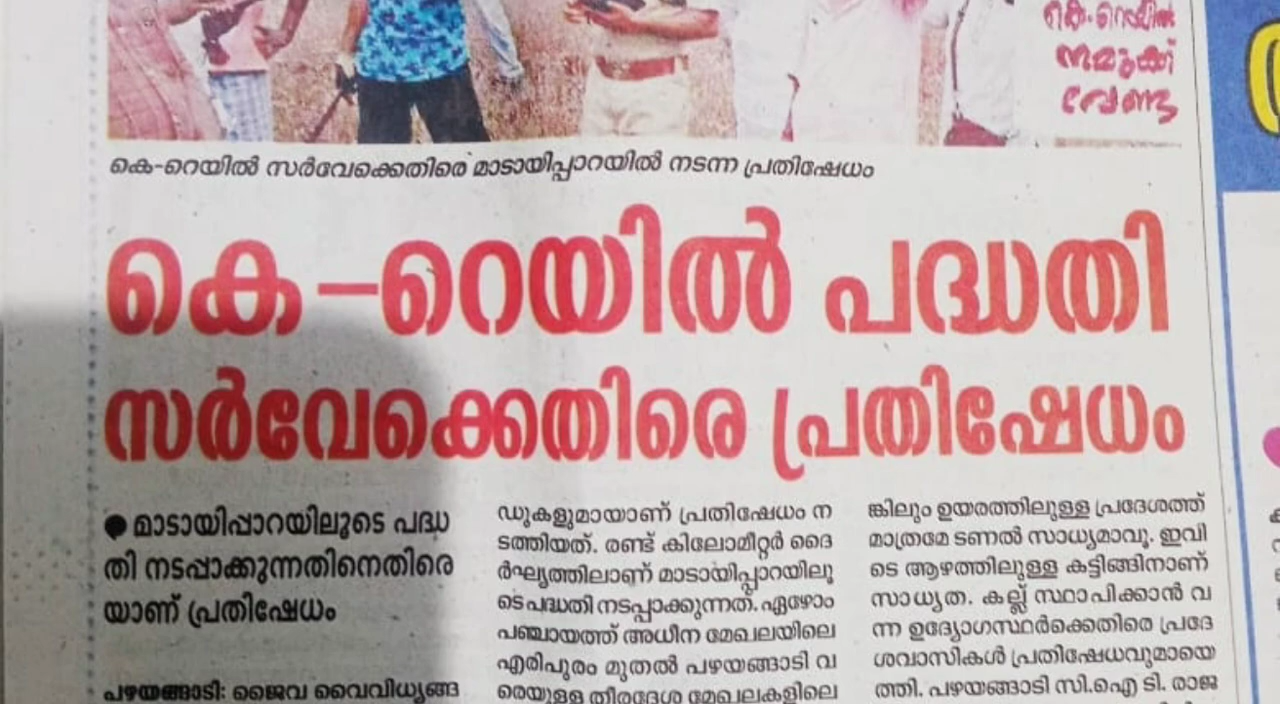 കെ-റെയിൽ
നമുക്ക്
വേണ്ട
കെ-റെയിൽ സർവേക്കെതിരെ മാടായിപ്പാറയിൽ നടന്ന പ്രതിഷേധം
കെ-റെയിൽ പദ്ധതി
സർവേക്കെതിരെ പ്രതിഷേധം
● മാടായിപ്പാറയിലൂടെ പദ്ധ
തി നടപ്പാക്കുന്നതിനെതിരെ
യാണ് പ്രതിഷേധം
പഴയങ്ങാടി: ജൈവ വൈവിധ്യങ്ങ
ഡുകളുമായാണ് പ്രതിഷേധം ന
ടത്തിയത്. രണ്ട് കിലോമീറ്റർ ദൈ
ർഘ്യത്തിലാണ് മാടായിപ്പാറയിലൂ
ടെ പദ്ധതി നടപ്പാക്കുന്നത്. ഏഴോം
പഞ്ചായത്ത് അധീന മേഖലയിലെ
എരിപുരം മുതൽ പഴയങ്ങാടി വ
രെയുള്ള തീരദേശ മേഖലകളിലെ
ങ്കിലും ഉയരത്തിലുള്ള പ്രദേശത്ത്
മാത്രമേ ടണൽ സാധ്യമാവൂ. ഇവി
ടെ ആഴത്തിലുള്ള കട്ടിങ്ങിനാണ്
സാധ്യത. കല്ല് സ്ഥാപിക്കാൻ വ
ന്ന ഉദ്യോഗസ്ഥർക്കെതിരെ പ്രദേ
ശവാസികൾ പ്രതിഷേധവുമായെ
ത്തി. പഴയങ്ങാടി സി.ഐ ടി. രാജ